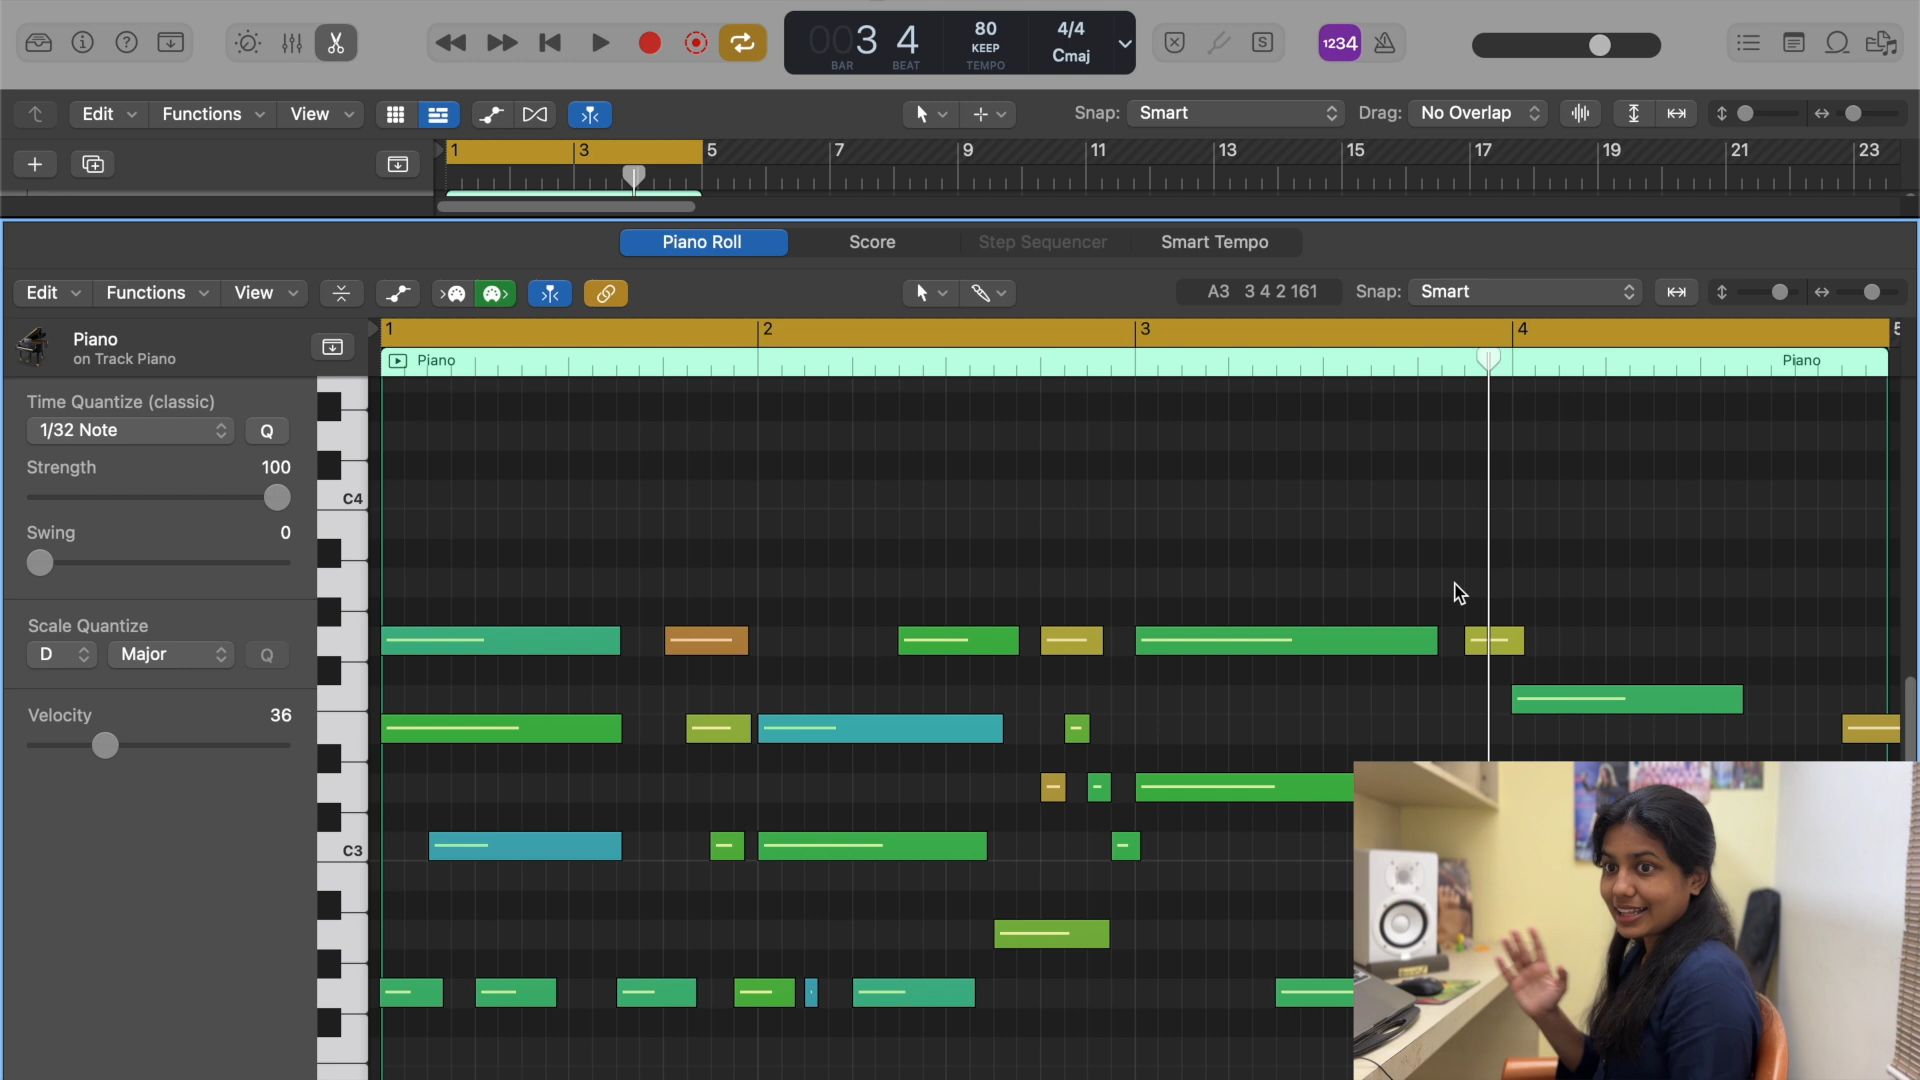 003 4 80 4/4 1234
KEEP Cmaj
BAR BEAT TEMPO
Edit Functions View Snap: Smart Drag: No Overlap
1 3 5 7 9 11 13 15 17 19 21 23
Piano Roll Score Step Sequencer Smart Tempo
Edit Functions View A3 3 4 2 161 Snap: Smart
1 2 3 4 5
Piano
on Track Piano
Piano Piano
Time Quantize (classic)
1/32 Note Q
Strength 100
C4
Swing 0
Scale Quantize
D Major Q
Velocity 36
C3